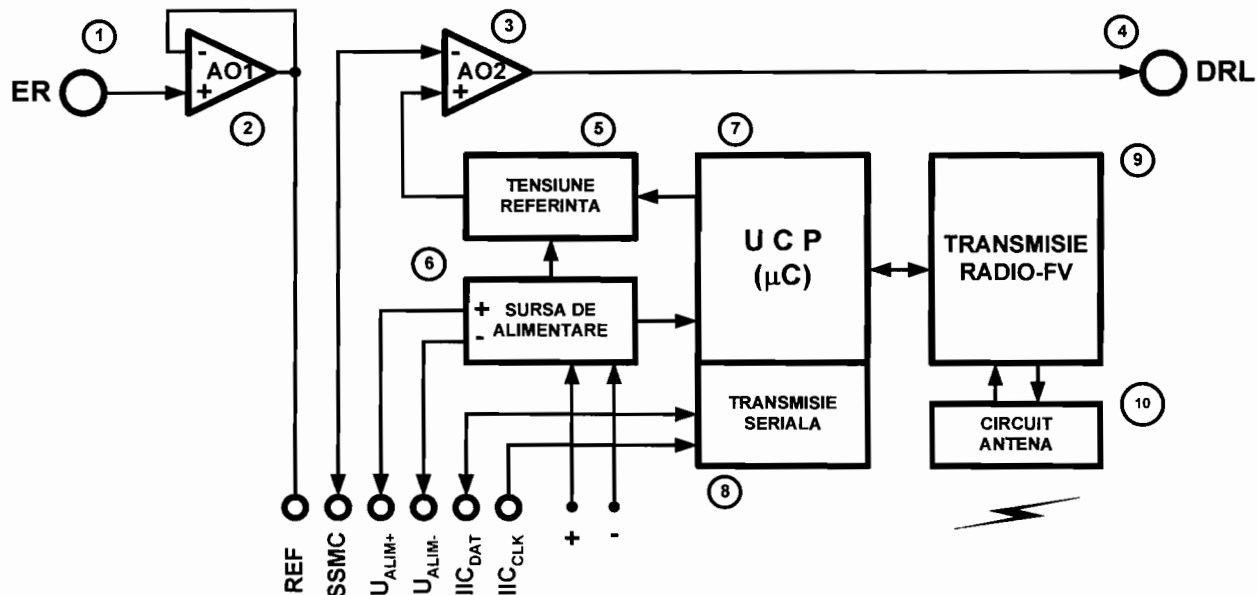 1
3
4
ER
-
AO1
+
-
AO2
+
DRL
2
5
7
9
TENSIUNE
REFERINTA
U C P
(μC)
TRANSMISIE
RADIO-FV
6
+
-
SURSA DE
ALIMENTARE
TRANSMISIE
SERIALA
10
CIRCUIT
ANTENA
8
REF
SSMC
UALIM+
UALIM-
IICDAT
IICCLK
+
-